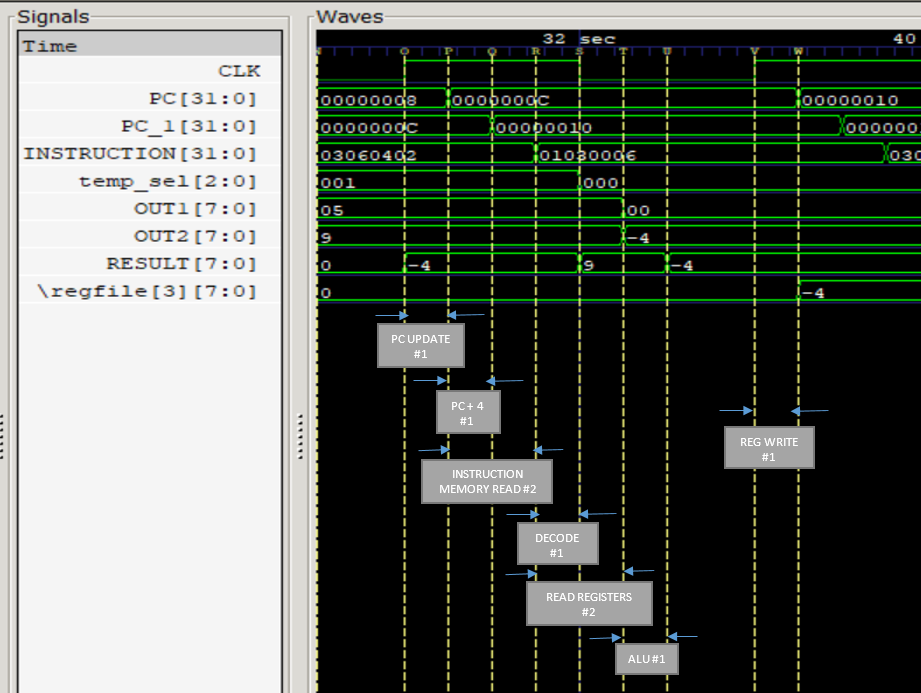 Signals
Waves
Time
32 sec
40
N O P Q R S T U V W
CLK
PC[31:0]
00000008 0000000C 00000010
PC_1[31:0]
0000000C 00000010 000000
INSTRUCTION[31:0]
03060402 01030006 030
temp_sel[2:0]
001 000
OUT1[7:0]
05 00
OUT2[7:0]
9 -4
RESULT[7:0]
0 -4 9 -4
\regfile[3][7:0]
0 -4
PC UPDATE
#1
PC + 4
#1
REG WRITE
#1
INSTRUCTION
MEMORY READ #2
DECODE
#1
READ REGISTERS
#2
ALU #1